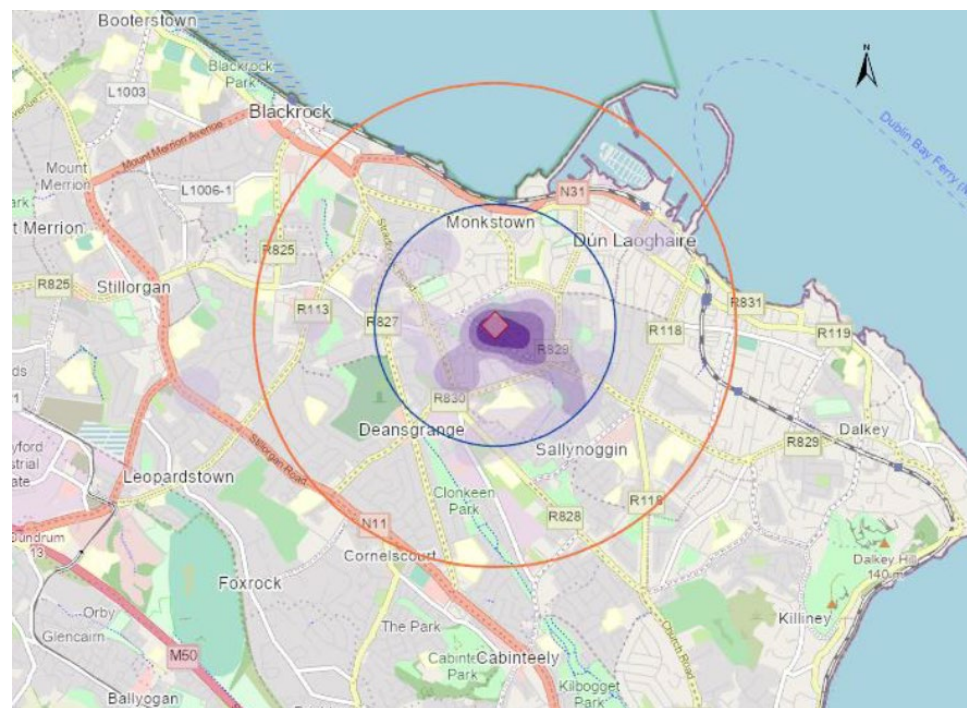 Booterstown
N
Blackrock
Park
L1003
Blackrock
Dublin Bay Ferry
Mount Merrion Avenue
Mount
Merrion
L1006-1
N31
Monkstown
t Merrion
R825
Dún Laoghaire
R825
Stillorgan
R113
R827
R118
R831
R119
R829
R830
Deansgrange
Dalkey
R829
Sallynoggin
Stillorgan Road
Leopardstown
Clonkeen
Park
R118
R828
N11
Cornelscourt
Dundrum
13
Dalkey Hill
140 m
Foxrock
Killiney
Orby
The Park
Church Road
Glencairn
M50
Cabinteely
Park
Kilbogget
Park
Ballyogan